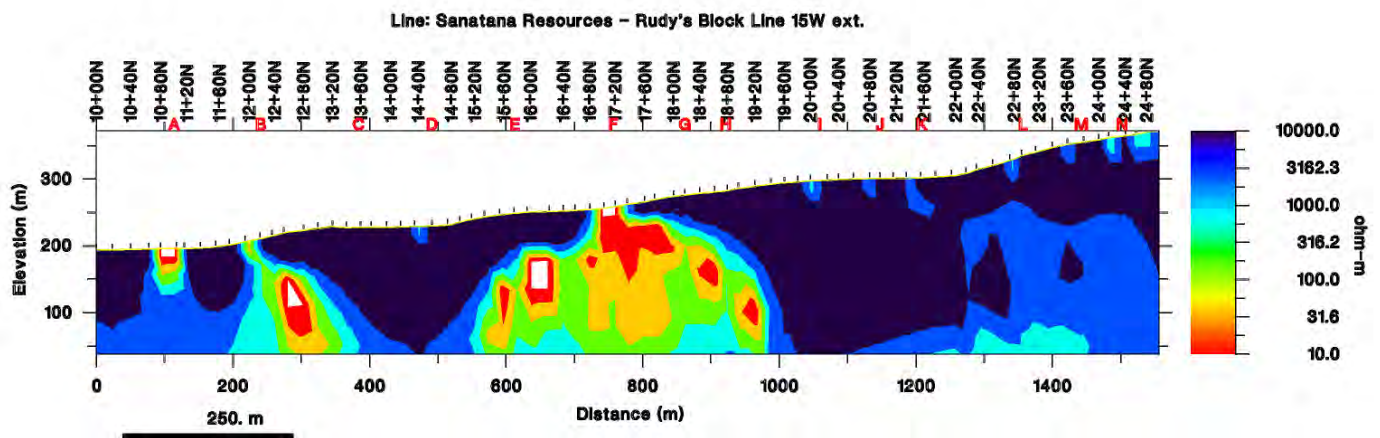 Line: Sanatana Resources - Rudy's Block Line 15W ext.
10+00N 10+40N 10+80N 11+20N 11+60N 12+00N 12+40N 12+80N 13+20N 13+60N 14+00N 14+40N 14+80N 15+20N 15+60N 16+00N 16+40N 16+80N 17+20N 17+60N 18+00N 18+40N 18+80N 19+20N 19+60N 20+00N 20+40N 20+80N 21+20N 21+60N 22+00N 22+40N 22+80N 23+20N 23+60N 24+00N 24+40N 24+80N
A B C D E F G H I J K L M N
Elevation (m)
300
200
100
0 200 400 600 800 1000 1200 1400
Distance (m)
250. m
10000.0
3162.3
1000.0
316.2
100.0
31.6
10.0
ohm-m